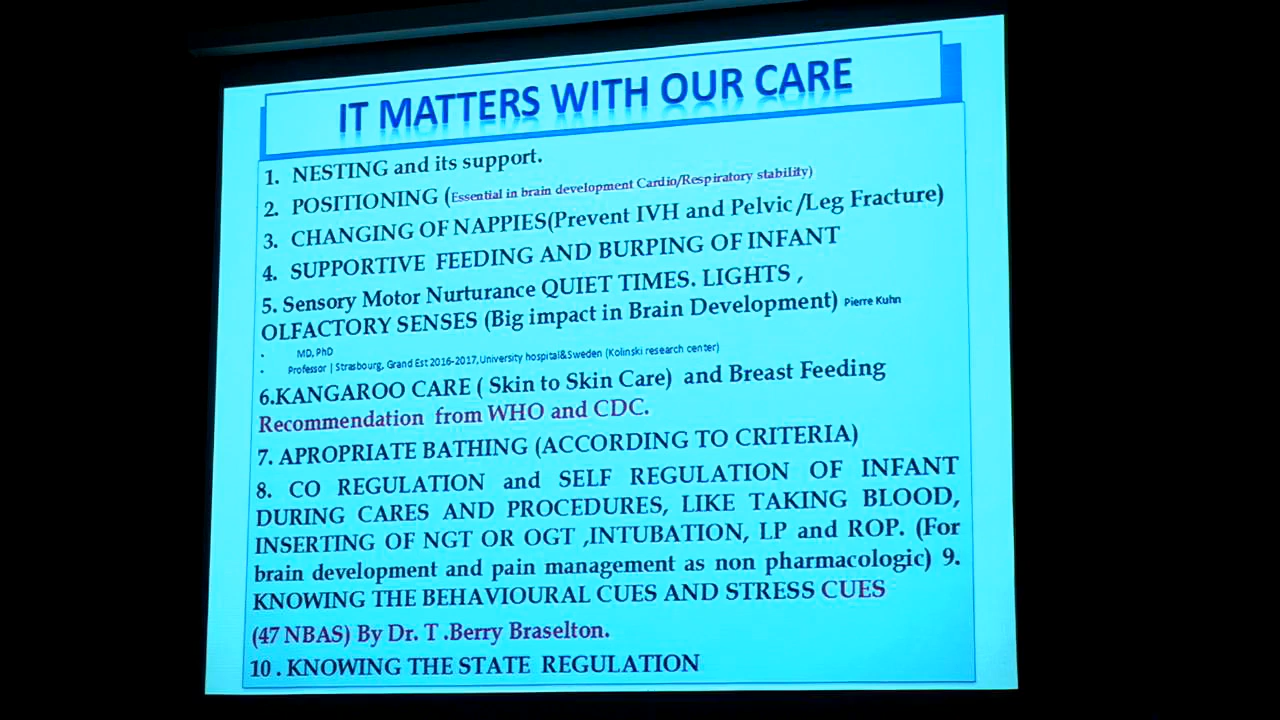 IT MATTERS WITH OUR CARE
1. NESTING and its support.
2. POSITIONING (Essential in brain development Cardio/Respiratory stability)
3. CHANGING OF NAPPIES(Prevent IVH and Pelvic /Leg Fracture)
4. SUPPORTIVE FEEDING AND BURPING OF INFANT
5. Sensory Motor Nurturance QUIET TIMES. LIGHTS ,
OLFACTORY SENSES (Big impact in Brain Development) Pierre Kuhn
• MD, PhD
• Professor | Strasbourg, Grand Est 2016-2017,University hospital&Sweden (Kolinski research center)
6.KANGAROO CARE ( Skin to Skin Care) and Breast Feeding
Recommendation from WHO and CDC.
7. APROPRIATE BATHING (ACCORDING TO CRITERIA)
8. CO REGULATION and SELF REGULATION OF INFANT
DURING CARES AND PROCEDURES, LIKE TAKING BLOOD,
INSERTING OF NGT OR OGT ,INTUBATION, LP and ROP. (For
brain development and pain management as non pharmacologic) 9.
KNOWING THE BEHAVIOURAL CUES AND STRESS CUES
(47 NBAS) By Dr. T .Berry Braselton.
10 . KNOWING THE STATE REGULATION